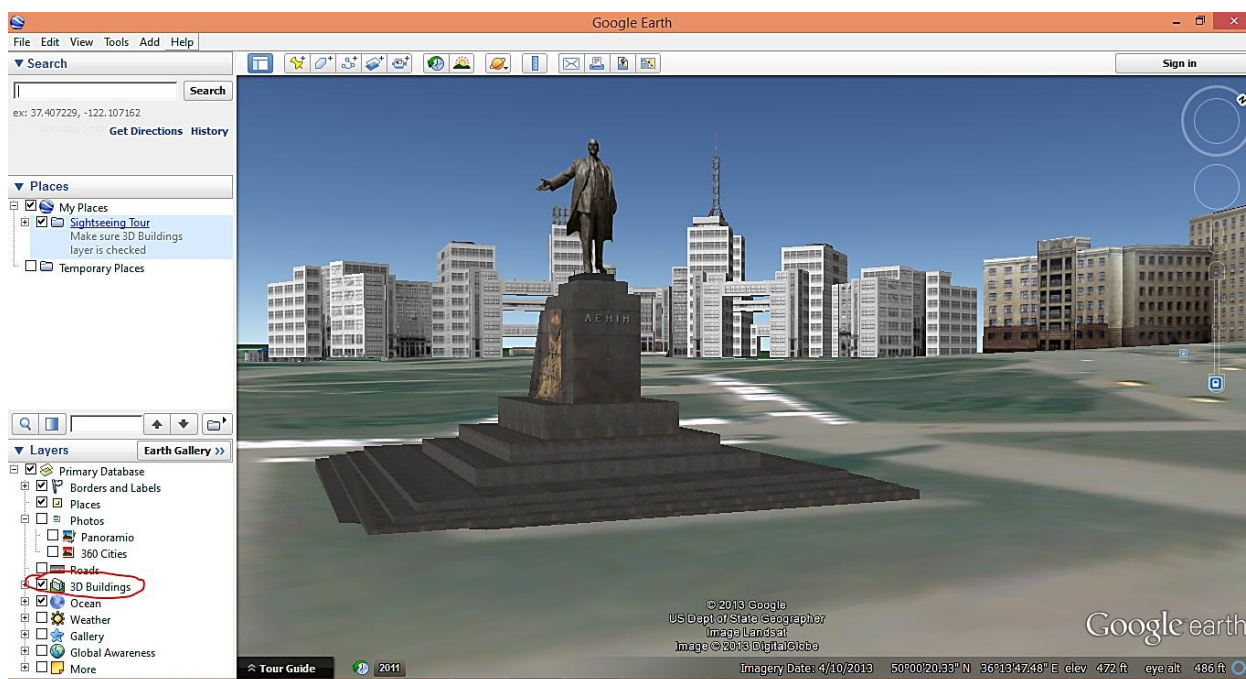 Google Earth
File Edit View Tools Add Help
▼ Search
Search
ex: 37.407229, -122.107162
Get Directions History
▼ Places
My Places
Sightseeing Tour
Make sure 3D Buildings
layer is checked
Temporary Places
▼ Layers
Earth Gallery >>
Primary Database
Borders and Labels
Places
Photos
Panoramio
360 Cities
Roads
3D Buildings
Ocean
Weather
Gallery
Global Awareness
More
Sign in
N
ЛЕНІН
© 2013 Google
US Dept of State Geographer
Image Landsat
Image © 2013 DigitalGlobe
Google earth
Tour Guide
2011
Imagery Date: 4/10/2013 50°00'20.33" N 36°13'47.48" E elev 472 ft eye alt 486 ft